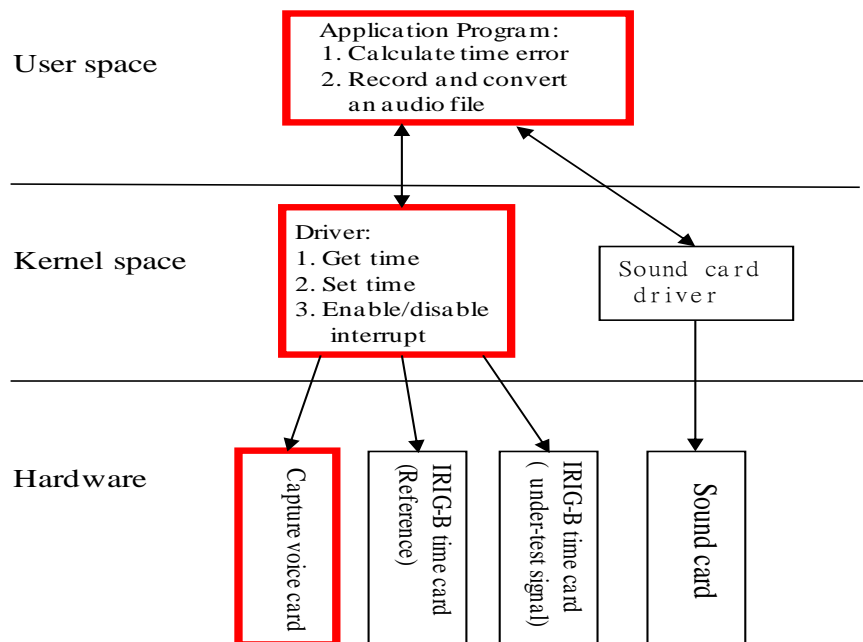 Application Program:
1. Calculate time error
2. Record and convert
an audio file
User space
Driver:
1. Get time
2. Set time
3. Enable/disable
interrupt
Kernel space
Sound card
driver
Hardware
Capture voice card
IRIG-B time card
(Reference)
IRIG-B time card
( under-test signal)
Sound card